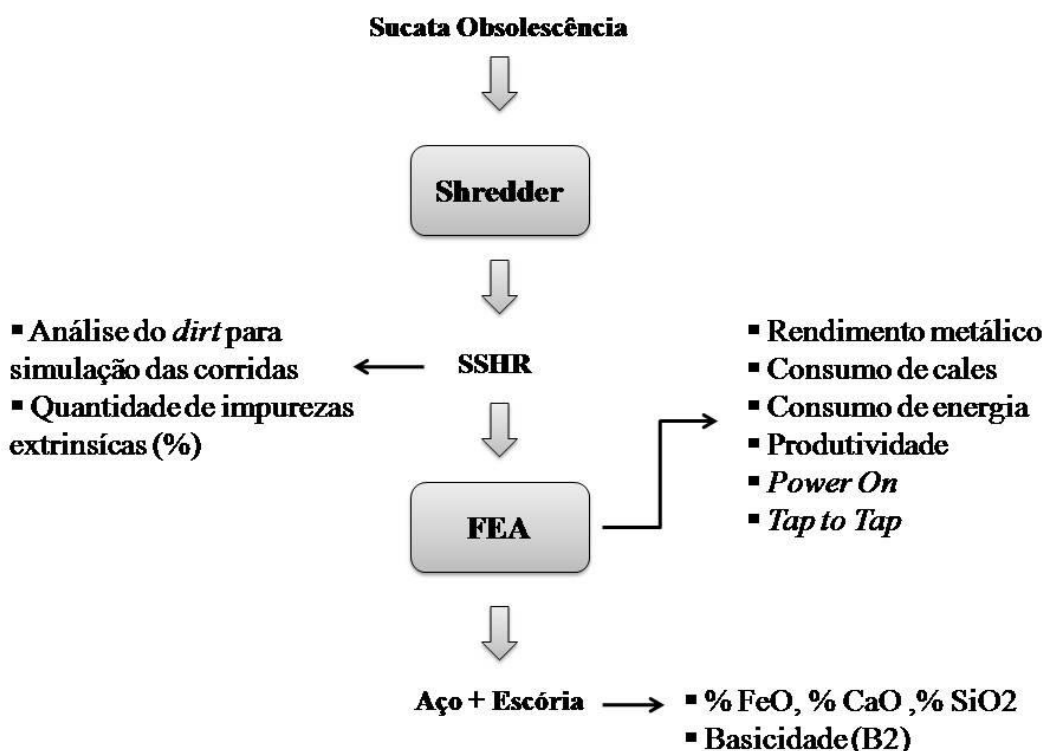 Sucata Obsolescência
Shredder
▪ Análise do dirt para
simulação das corridas
▪ Quantidade de impurezas
extrinsícas (%)
SSHR
▪ Rendimento metálico
▪ Consumo de cales
▪ Consumo de energia
▪ Produtividade
▪ Power On
▪ Tap to Tap
FEA
Aço + Escória
▪ % FeO, % CaO ,% SiO2
▪ Basicidade (B2)